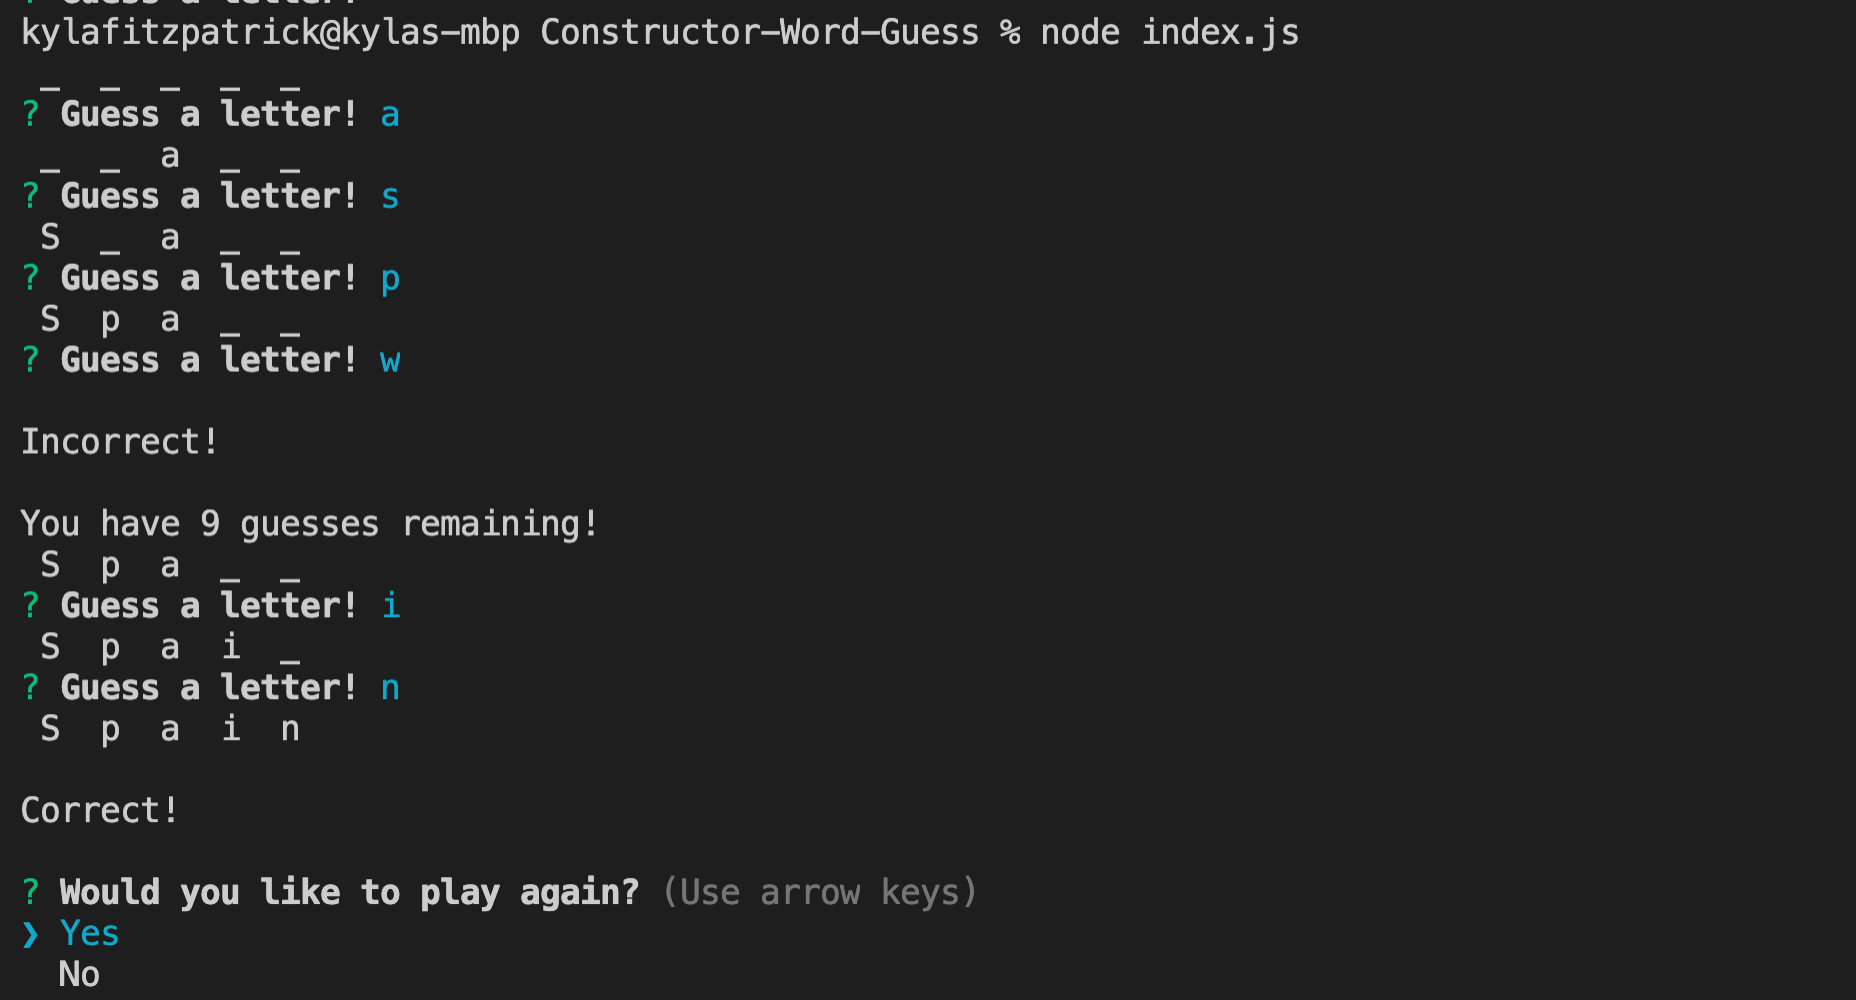 ? Guess a letter!
kylafitzpatrick@kylas-mbp Constructor-Word-Guess % node index.js
_ _ _ _ _
? Guess a letter! a
_ _ a _ _
? Guess a letter! s
S _ a _ _
? Guess a letter! p
S p a _ _
? Guess a letter! w
Incorrect!
You have 9 guesses remaining!
S p a _ _
? Guess a letter! i
S p a i _
? Guess a letter! n
S p a i n
Correct!
? Would you like to play again? (Use arrow keys)
❯ Yes
No